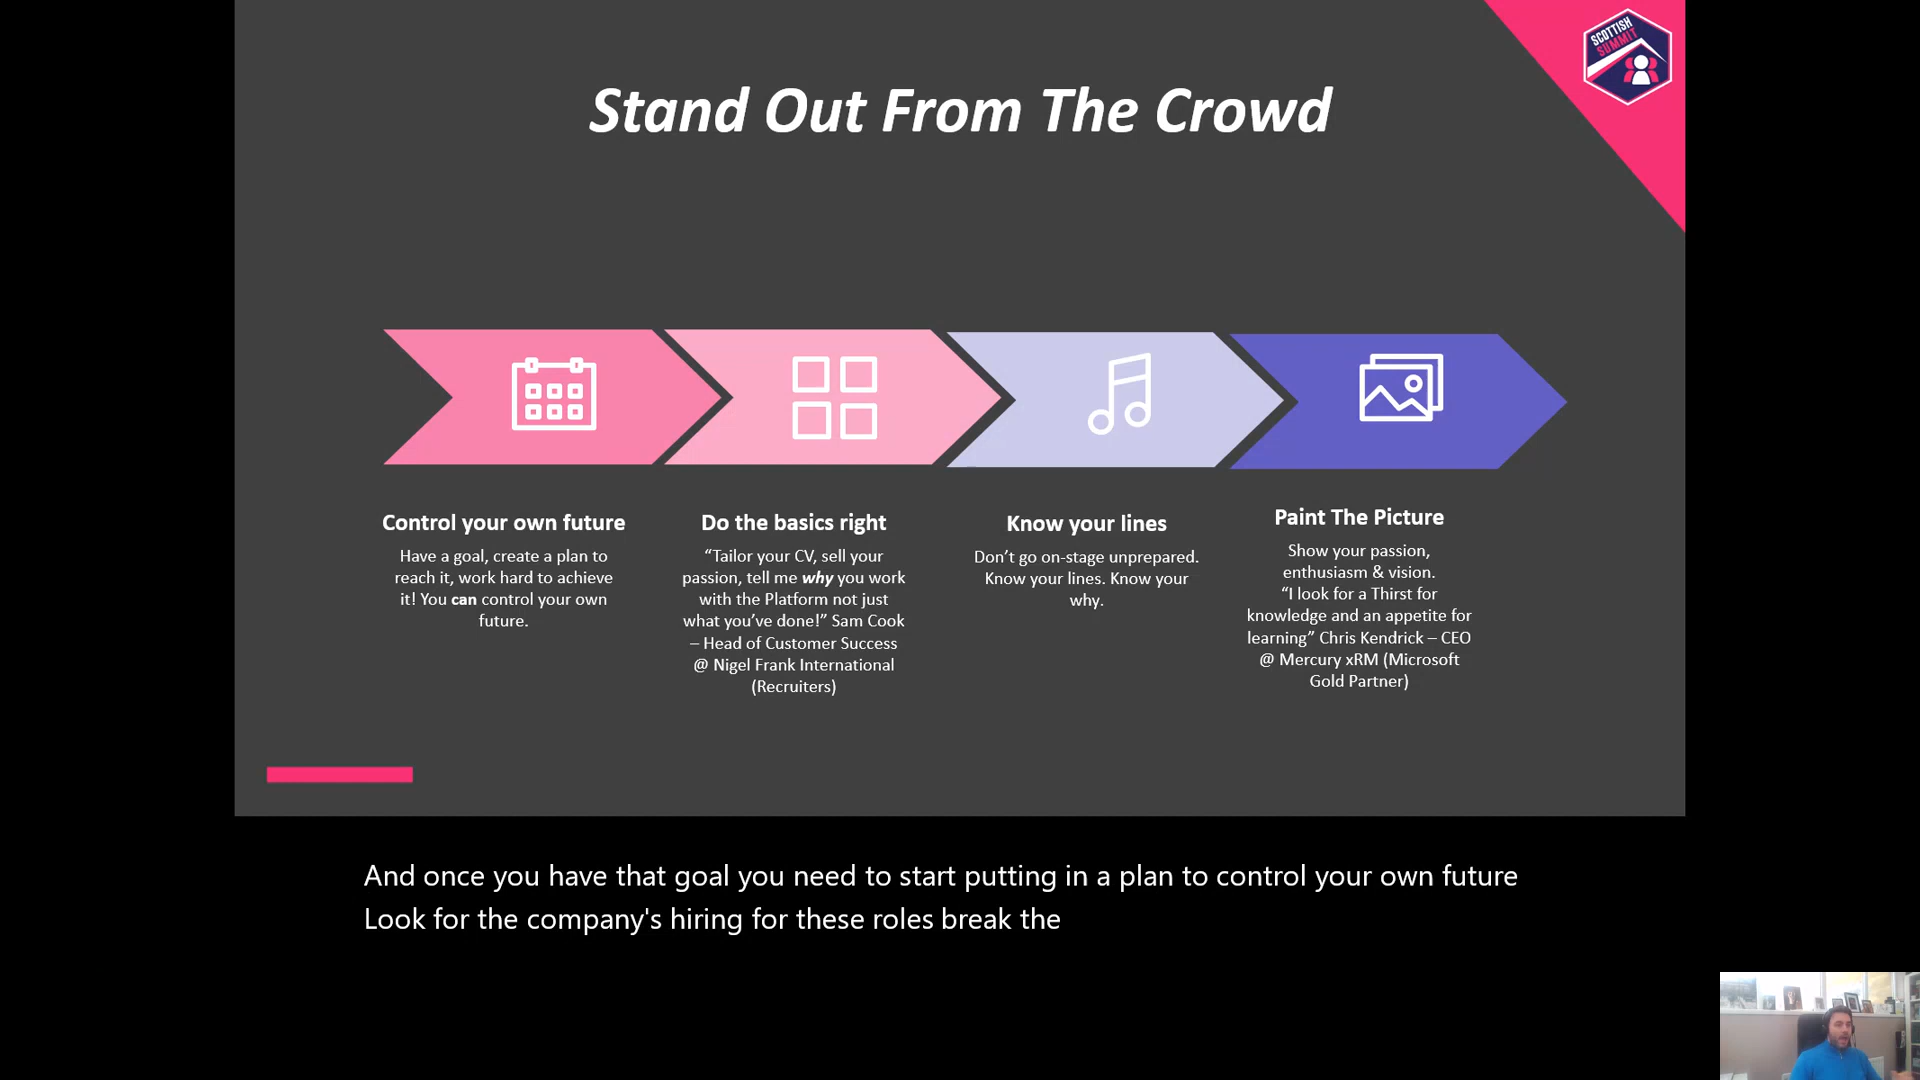 SCOTTISH
SUMMIT
Stand Out From The Crowd
Control your own future
Have a goal, create a plan to
reach it, work hard to achieve
it! You can control your own
future.
Do the basics right
“Tailor your CV, sell your
passion, tell me why you work
with the Platform not just
what you’ve done!” Sam Cook
– Head of Customer Success
@ Nigel Frank International
(Recruiters)
Know your lines
Don’t go on-stage unprepared.
Know your lines. Know your
why.
Paint The Picture
Show your passion,
enthusiasm & vision.
“I look for a Thirst for
knowledge and an appetite for
learning” Chris Kendrick – CEO
@ Mercury xRM (Microsoft
Gold Partner)
And once you have that goal you need to start putting in a plan to control your own future
Look for the company's hiring for these roles break the